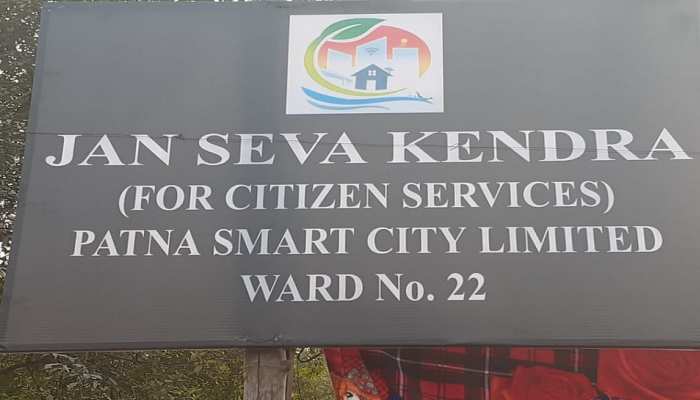 JAN SEVA KENDRA
(FOR CITIZEN SERVICES)
PATNA SMART CITY LIMITED
WARD No. 22